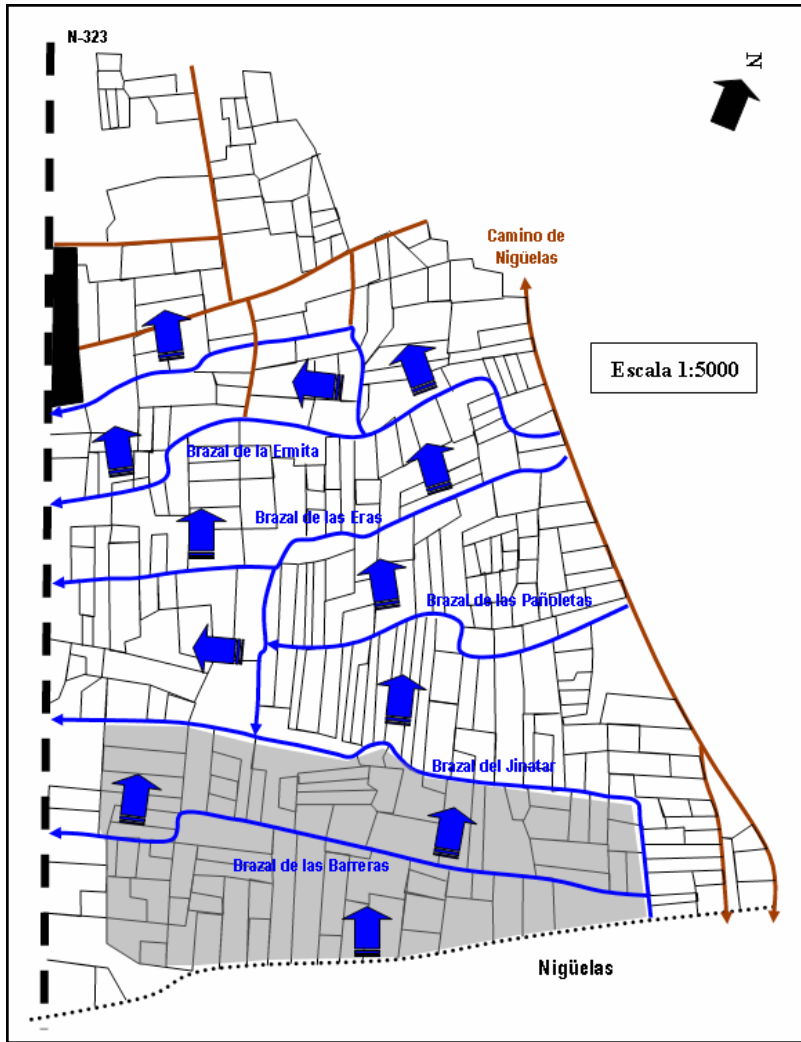 N-323
N
Camino de
Nigüelas
Escala 1:5000
Brazal de la Ermita
Brazal de las Eras
Brazal de las Pañoletas
Brazal del Jinatar
Brazal de las Barreras
Nigüelas